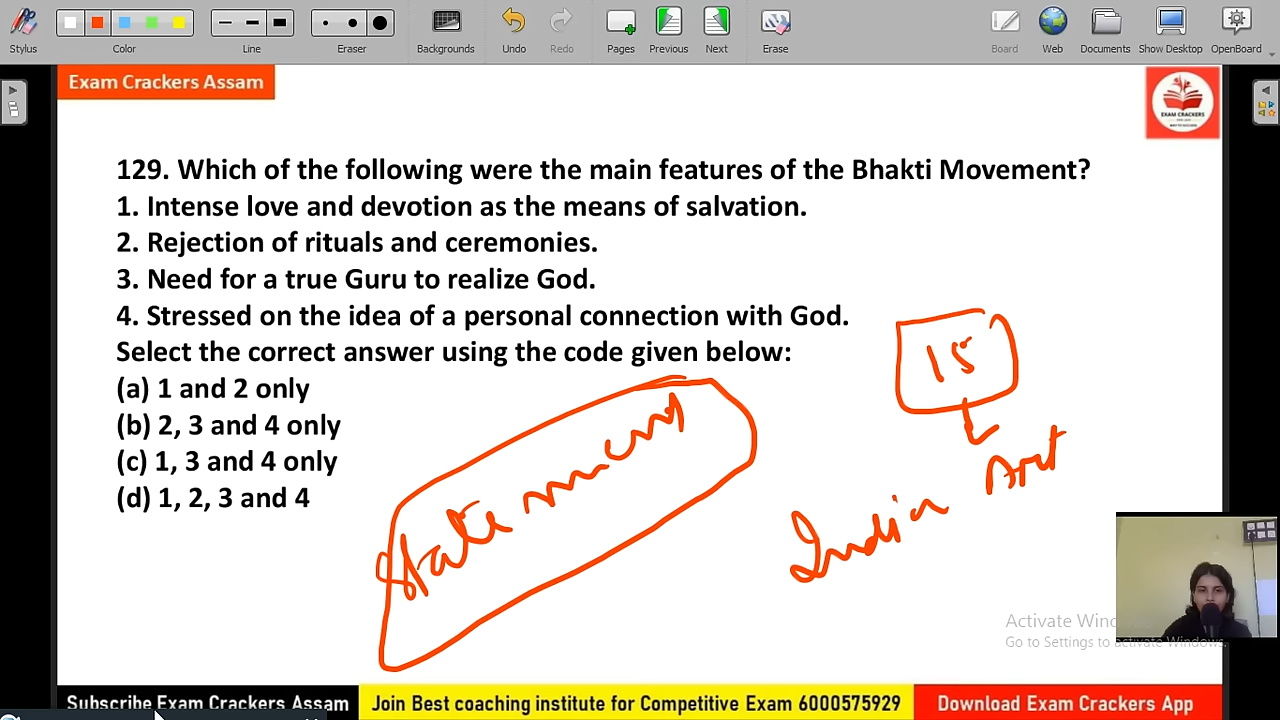 Stylus
Color
Line
Eraser
Backgrounds
Undo
Redo
Pages
Previous
Next
Erase
Board
Web
Documents
Show Desktop
OpenBoard
Exam Crackers Assam
EXAM CRACKERS
129. Which of the following were the main features of the Bhakti Movement?
1. Intense love and devotion as the means of salvation.
2. Rejection of rituals and ceremonies.
3. Need for a true Guru to realize God.
4. Stressed on the idea of a personal connection with God.
Select the correct answer using the code given below:
(a) 1 and 2 only
(b) 2, 3 and 4 only
(c) 1, 3 and 4 only
(d) 1, 2, 3 and 4
15
India Art
Activate Win
Go to Settings to activate Windows.
Subscribe Exam Crackers Assam
Join Best coaching institute for Competitive Exam 6000575929
Download Exam Crackers App